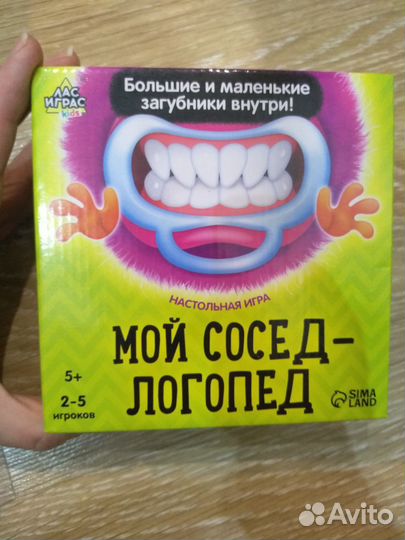 ЛАС
ИГРАС
kids
Большие и маленькие
загубники внутри!
НАСТОЛЬНАЯ ИГРА
МОЙ СОСЕД-
ЛОГОПЕД
5+
2-5
игроков
SIMA
LAND
Avito